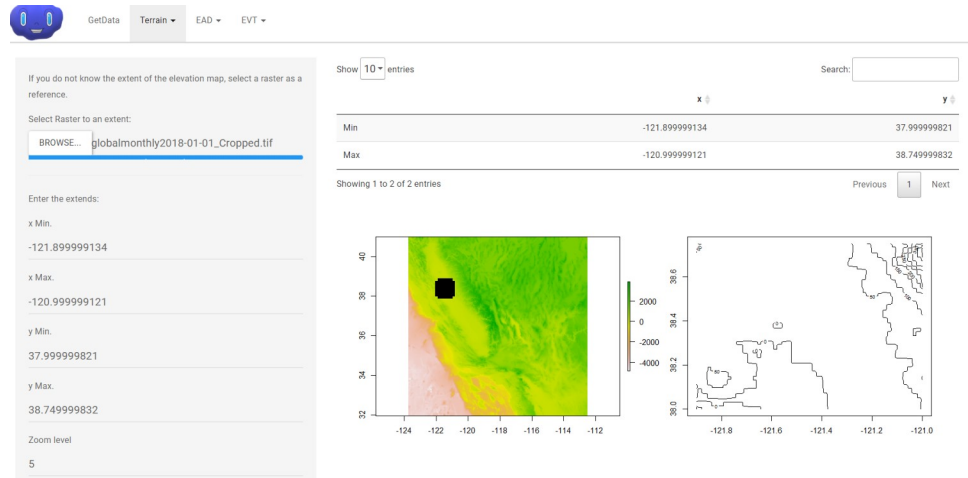 GetData Terrain EAD EVT
If you do not know the extent of the elevation map, select a raster as a
reference.
Select Raster to an extent:
BROWSE... globalmonthly2018-01-01_Cropped.tif
Enter the extends:
x Min.
-121.899999134
x Max.
-120.999999121
y Min.
37.999999821
y Max.
38.749999832
Zoom level
5
Show 10 entries
Search:
x y
Min -121.899999134 37.999999821
Max -120.999999121 38.749999832
Showing 1 to 2 of 2 entries
Previous 1 Next
40
38
36
34
32
-124 -122 -120 -118 -116 -114 -112
2000
0
-2000
-4000
38.6
38.4
38.2
38.0
-121.8 -121.6 -121.4 -121.2 -121.0